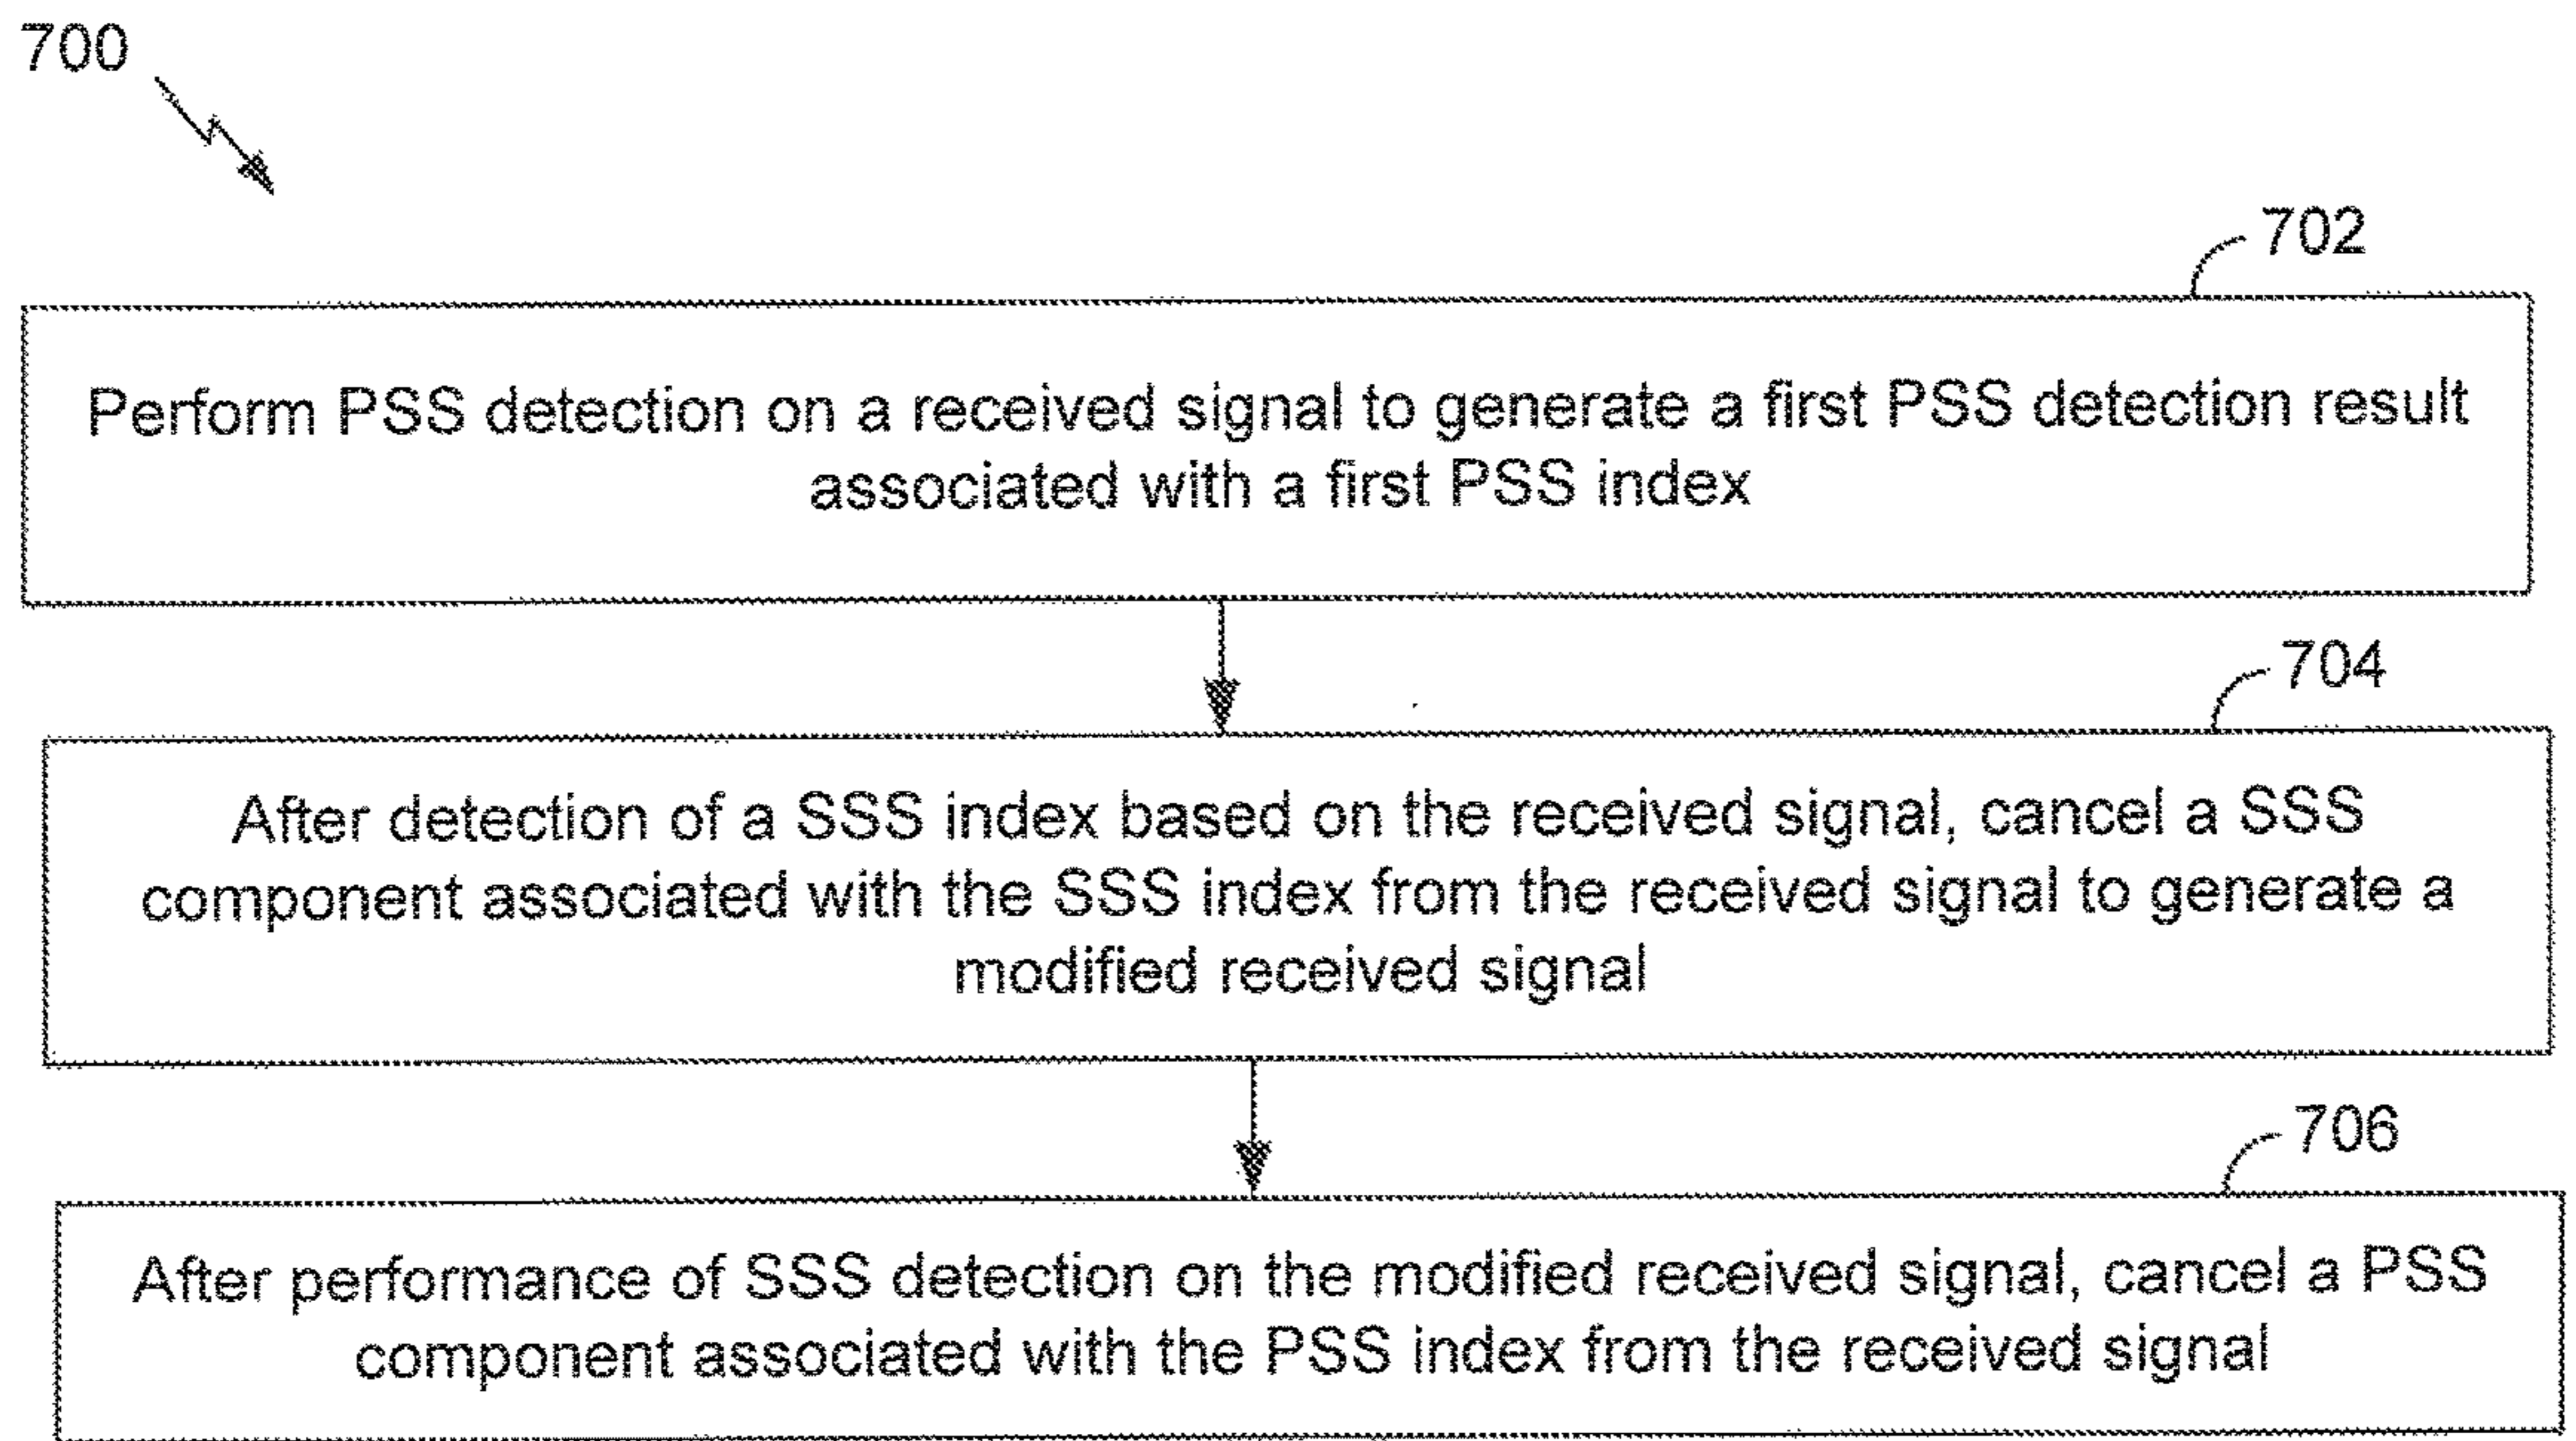 700
702
Perform PSS detection on a received signal to generate a first PSS detection result
associated with a first PSS index
704
After detection of a SSS index based on the received signal, cancel a SSS
component associated with the SSS index from the received signal to generate a
modified received signal
706
After performance of SSS detection on the modified received signal, cancel a PSS
component associated with the PSS index from the received signal